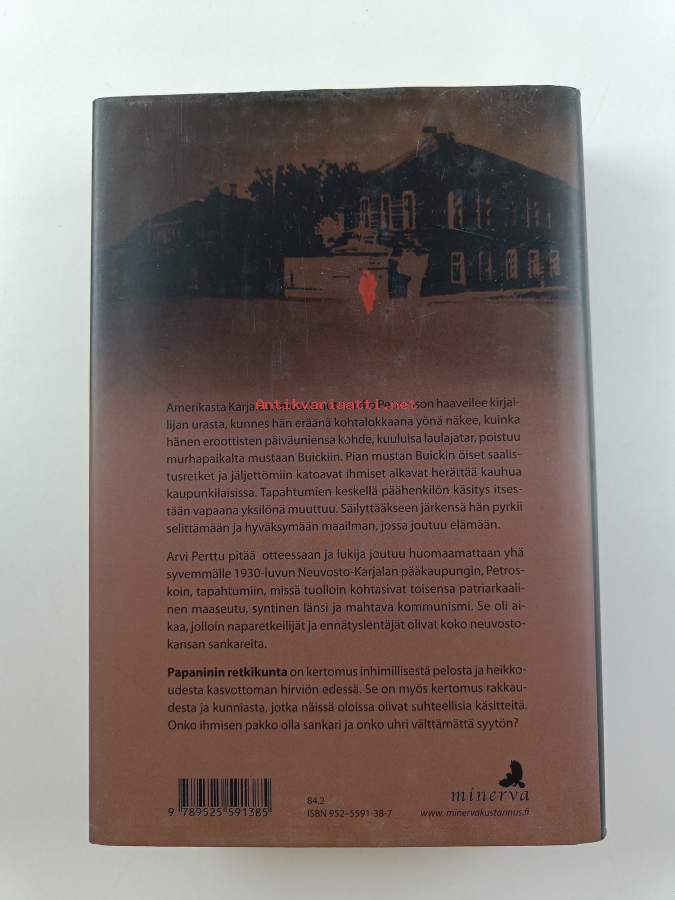 Antikvariaatti.net
Amerikasta Karja Pe son haaveilee kirjai-
lijan urasta, kunnes hän eräänä kohtalokkaana yönä näkee, kuinka
hänen eroottisten päiväuniensa kohde, kuuluisa laulajatar, poistuu
murhapaikalta mustaan Buickiin. Pian mustan Buickin öiset saalis-
tusretket ja jäljettömiin katoavat ihmiset alkavat herättää kauhua
kaupunkilaisissa. Tapahtumien keskellä päähenkilön käsitys itses-
tään vapaana yksilönä muuttuu. Säilyttääkseen järkensä hän pyrkii
selittämään ja hyväksymään maailman, jossa joutuu elämään.
Arvi Perttu pitää otteessaan ja lukija joutuu huomaamattaan yhä
syvemmälle 1930-luvun Neuvosto-Karjalan pääkaupungin, Petros-
koin, tapahtumiin, missä tuolloin kohtasivat toisensa patriarkaali-
nen maaseutu, syntinen länsi ja mahtava kommunismi. Se oli ai-
kaa, jolloin naparetkeilijät ja ennätyslentäjät olivat koko neuvosto-
kansan sankareita.
Papaninin retkikunta on kertomus inhimillisestä pelosta ja heikko-
udesta kasvottoman hirviön edessä. Se on myös kertomus rakkau-
desta ja kunniasta, jotka näissä oloissa olivat suhteellisia käsitteitä.
Onko ihmisen pakko olla sankari ja onko uhri välttämättä syytön?
9 789525 591385
84.2
ISBN 952-5591-38-7
minerva
www.minervakustannus.fi